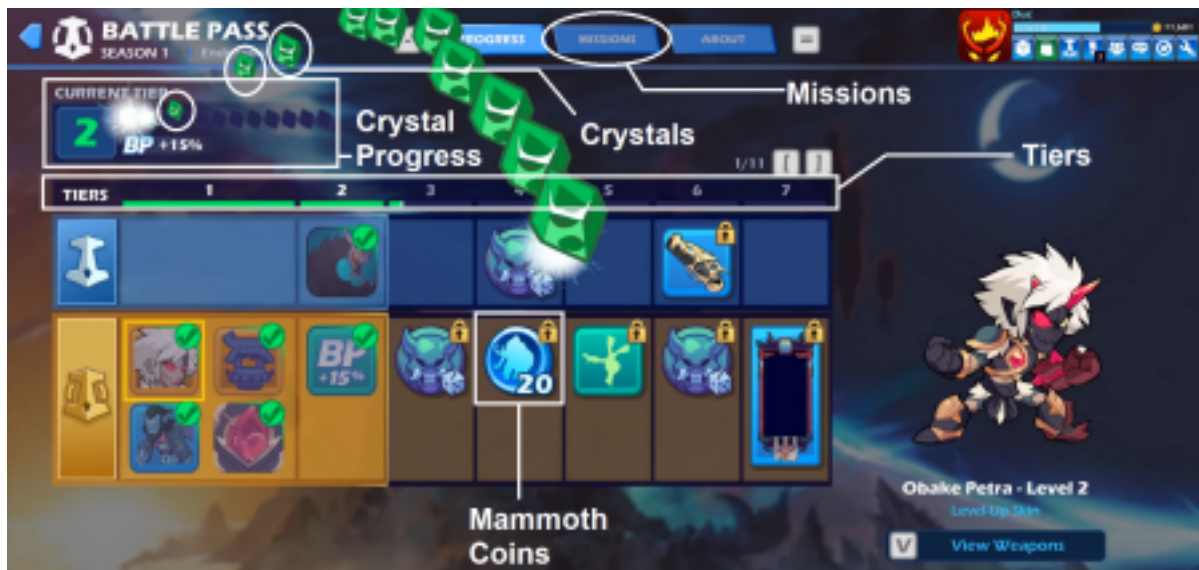 BATTLE PASS
SEASON 1
PROGRESS
MISSIONS
ABOUT
CURRENT TIER
2
BP +15%
Crystal
Progress
Crystals
Missions
Tiers
1/11 [ ]
TIERS 1 2 3 4 5 6 7
BP
+15%
20
Mammoth
Coins
Obake Petra - Level 2
Level-Up Skin
V View Weapons